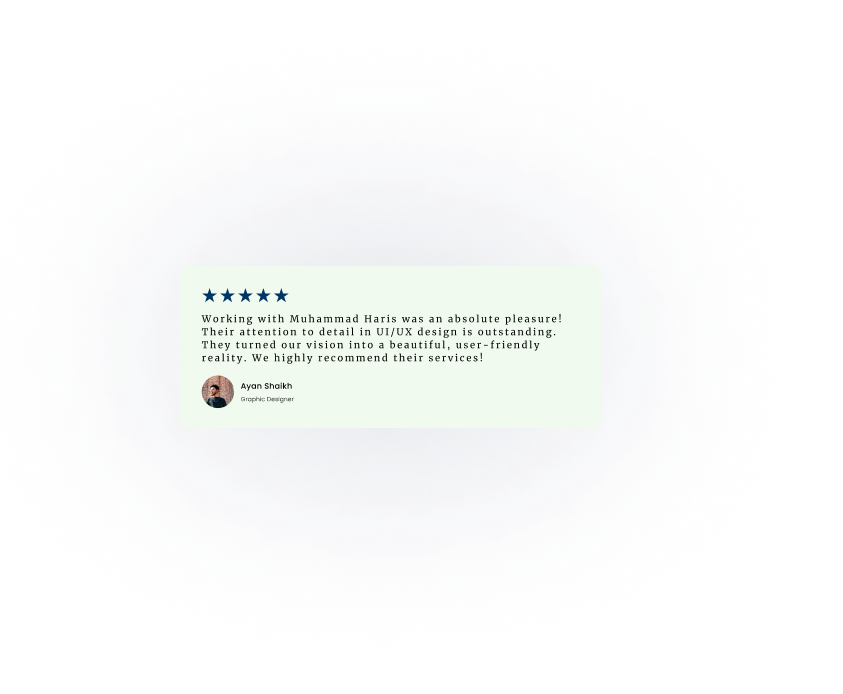 Working with Muhammad Haris was an absolute pleasure!
Their attention to detail in UI/UX design is outstanding.
They turned our vision into a beautiful, user-friendly
reality. We highly recommend their services!
Ayan Shaikh
Graphic Designer